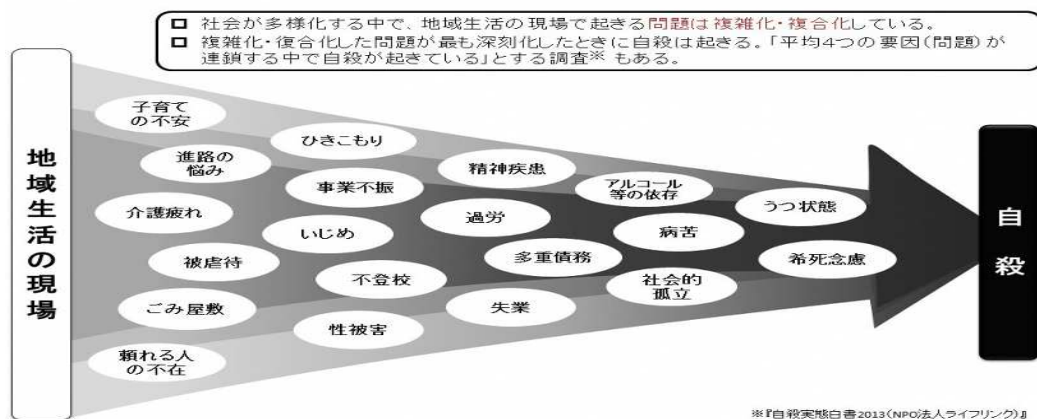 □ 社会が多様化する中で、地域生活の現場で起きる問題は複雑化・複合化している。
□ 複雑化・復合化した問題が最も深刻化したときに自殺は起きる。「平均4つの要因(問題)が
連鎖する中で自殺が起きている」とする調査※ もある。
地域生活の現場
子育て
の不安
ひきこもり
進路の
悩み
精神疾患
事業不振
アルコール
等の依存
介護疲れ
過労
うつ状態
いじめ
病苦
被虐待
多重債務
希死念慮
不登校
社会的
孤立
ごみ屋敷
失業
性被害
頼れる人
の不在
自殺
※『自殺実態白書2013(NPO法人ライフリンク)』